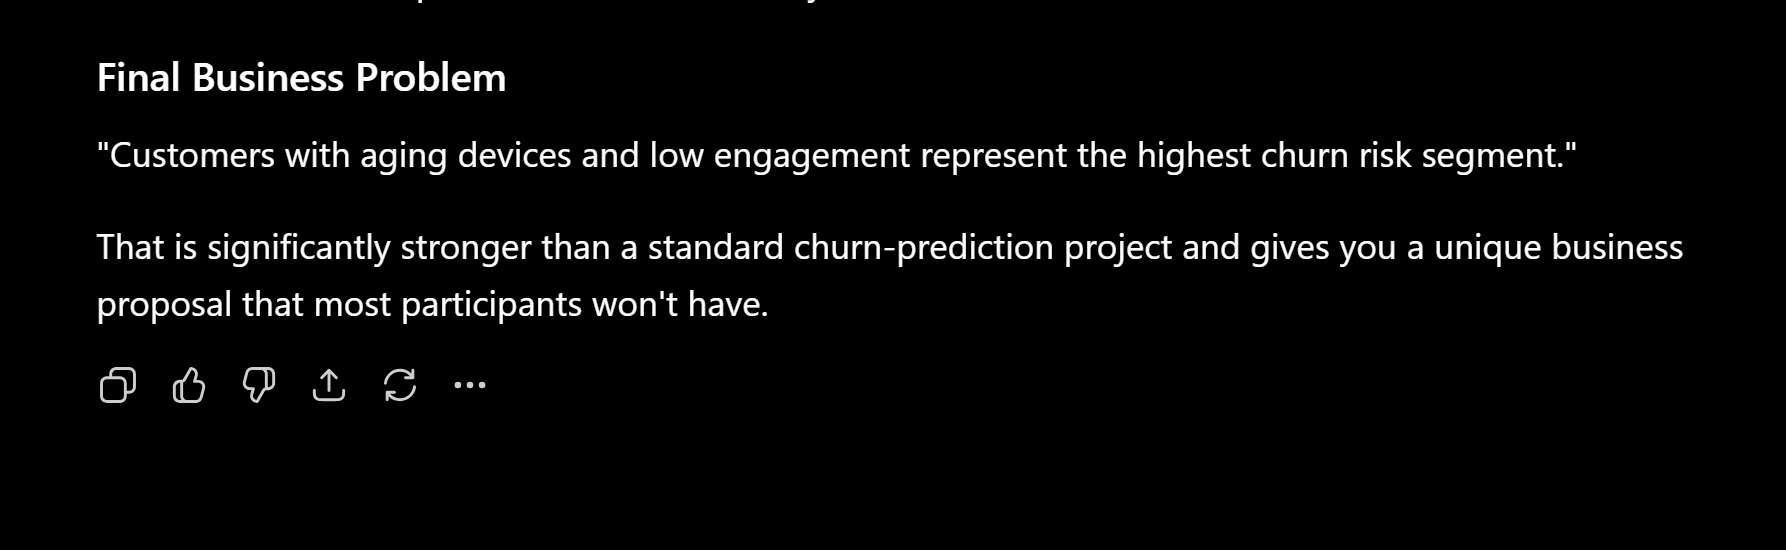 Final Business Problem
"Customers with aging devices and low engagement represent the highest churn risk segment."
That is significantly stronger than a standard churn-prediction project and gives you a unique business
proposal that most participants won't have.